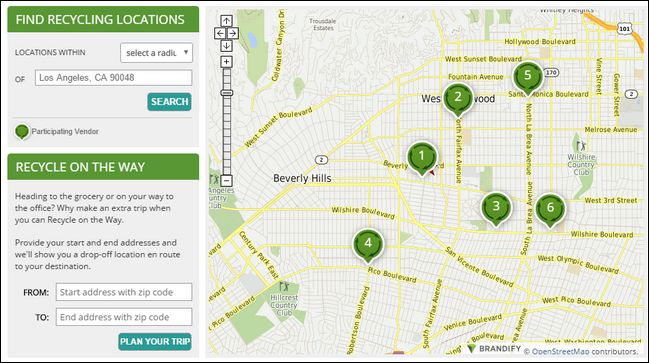 FIND RECYCLING LOCATIONS
LOCATIONS WITHIN
select a radiu
OF
Los Angeles, CA 90048
SEARCH
Participating Vendor
RECYCLE ON THE WAY
Heading to the grocery or on your way to
the office? Why make an extra trip when
you can Recycle on the Way.
Provide your start and end addresses and
we'll show you a drop-off location en route
to your destination.
FROM:
Start address with zip code
TO:
End address with zip code
PLAN YOUR TRIP
Coldwater Canyon Drive
Trousdale
Estates
Whitley Heights
101
Hollywood Boulevard
West Sunset Boulevard
Fountain Avenue
5
170
Santa Monica Boulevard
Vine Street
Gower Street
2
West Hollywood
North Fairfax Avenue
North La Brea Avenue
Melrose Avenue
West Sunset Boulevard
2
1
Beverly Boulevard
Wilshire
Country
Club
Beverly Hills
Los Angeles
Country
Club
West 3rd Street
Wilshire Boulevard
3
6
South La Brea Avenue
Wilshire Boulevard
4
Century Park East
San Vicente Boulevard
West Olympic Boulevard
Pico Boulevard
Pico Boulevard
Hillcrest
Country
Club
Robertson Boulevard
South Fairfax Avenue
Venice Boulevard
BRANDIFY
© OpenStreetMap contributors.